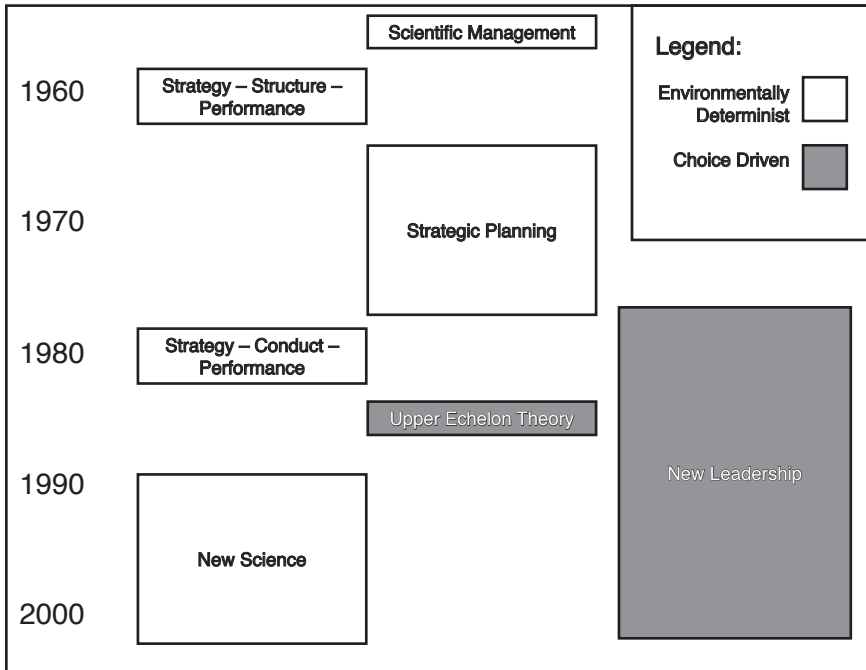 Scientific Management
Legend:
Environmentally
Determinist
Choice Driven
1960
Strategy – Structure –
Performance
1970
Strategic Planning
1980
Strategy – Conduct –
Performance
Upper Echelon Theory
New Leadership
1990
New Science
2000